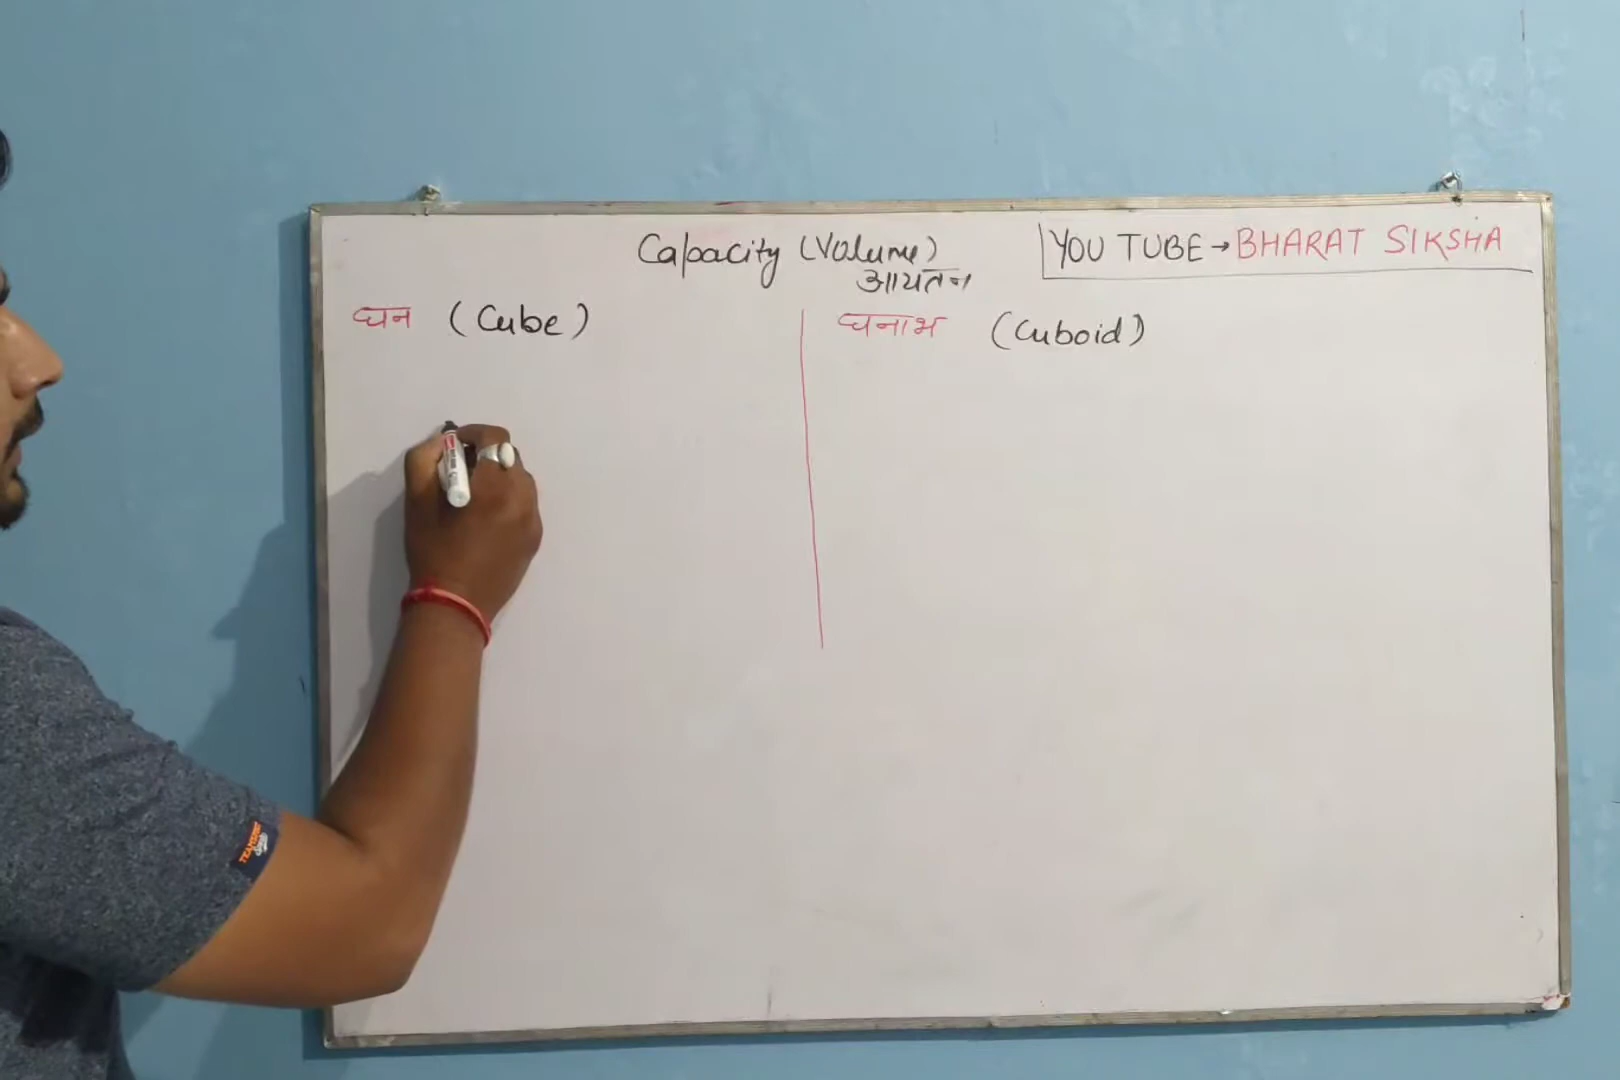 Capacity (Volume)
आयतन
YOU TUBE → BHARAT SIKSHA
घन (Cube)
घनाभ (Cuboid)